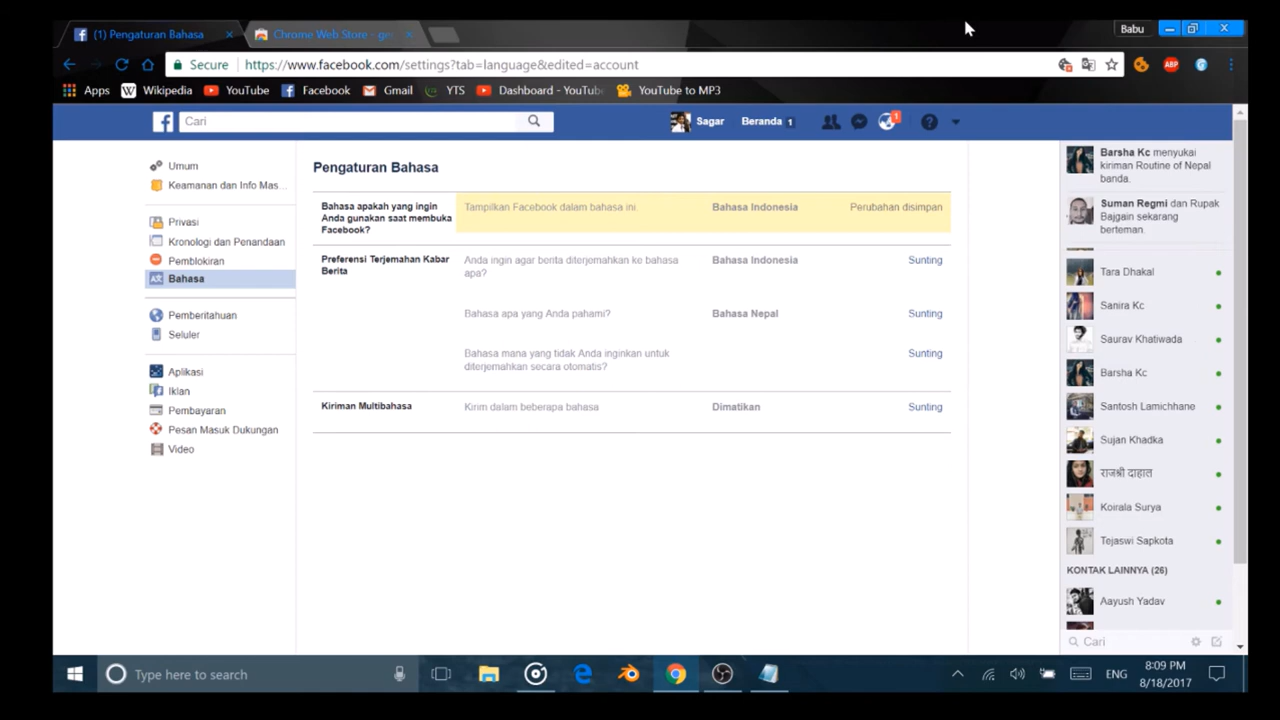 (1) Pengaturan Bahasa
Chrome Web Store - ge
Babu
Secure
https://www.facebook.com/settings?tab=language&edited=account
Apps
Wikipedia
YouTube
Facebook
Gmail
YTS
Dashboard - YouTub
YouTube to MP3
ABP
Cari
Sagar
Beranda 1
1
Umum
Keamanan dan Info Mas...
Privasi
Kronologi dan Penandaan
Pemblokiran
Bahasa
Pemberitahuan
Seluler
Aplikasi
Iklan
Pembayaran
Pesan Masuk Dukungan
Video
Pengaturan Bahasa
Bahasa apakah yang ingin
Anda gunakan saat membuka
Facebook?
Tampilkan Facebook dalam bahasa ini.
Bahasa Indonesia
Perubahan disimpan
Preferensi Terjemahan Kabar
Berita
Anda ingin agar berita diterjemahkan ke bahasa
apa?
Bahasa Indonesia
Sunting
Bahasa apa yang Anda pahami?
Bahasa Nepal
Sunting
Bahasa mana yang tidak Anda inginkan untuk
diterjemahkan secara otomatis?
Sunting
Kiriman Multibahasa
Kirim dalam beberapa bahasa
Dimatikan
Sunting
Barsha Kc menyukai
kiriman Routine of Nepal
banda.
Suman Regmi dan Rupak
Bajgain sekarang
berteman.
Tara Dhakal
Sanira Kc
Saurav Khatiwada
Barsha Kc
Santosh Lamichhane
Sujan Khadka
राजश्री दाहाल
Koirala Surya
Tejaswi Sapkota
KONTAK LAINNYA (26)
Aayush Yadav
Cari
Type here to search
ENG
8:09 PM
8/18/2017